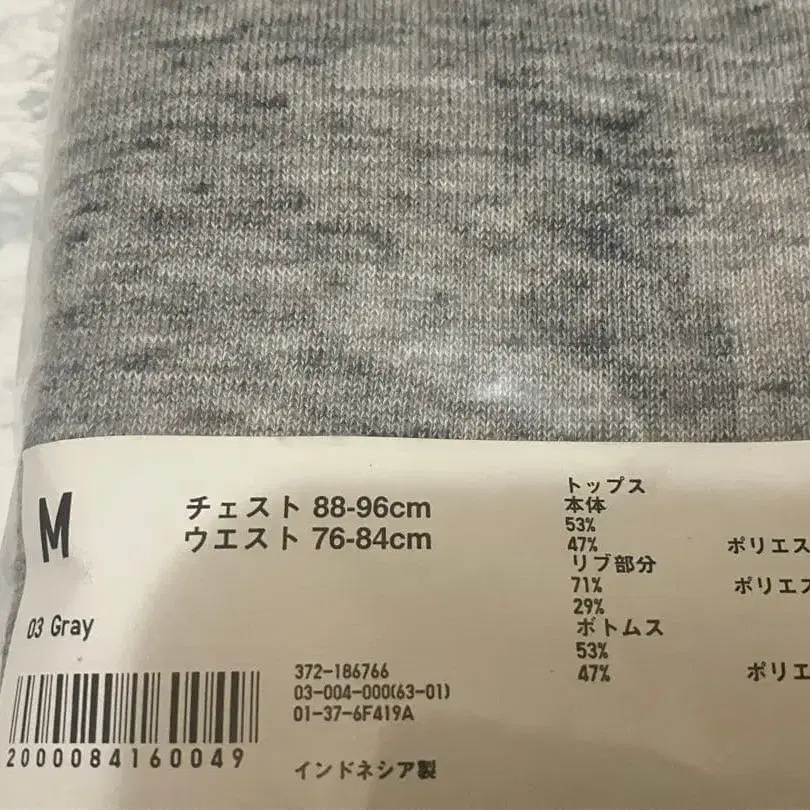 M
チェスト 88-96cm
ウエスト 76-84cm
03 Gray
2000084160049
372-186766
03-004-000(63-01)
01-37-6F419A
インドネシア製
トップス
本体
53%
47% ポリエス
リブ部分
71% ポリエス
29%
ボトムス
53%
47% ポリエ